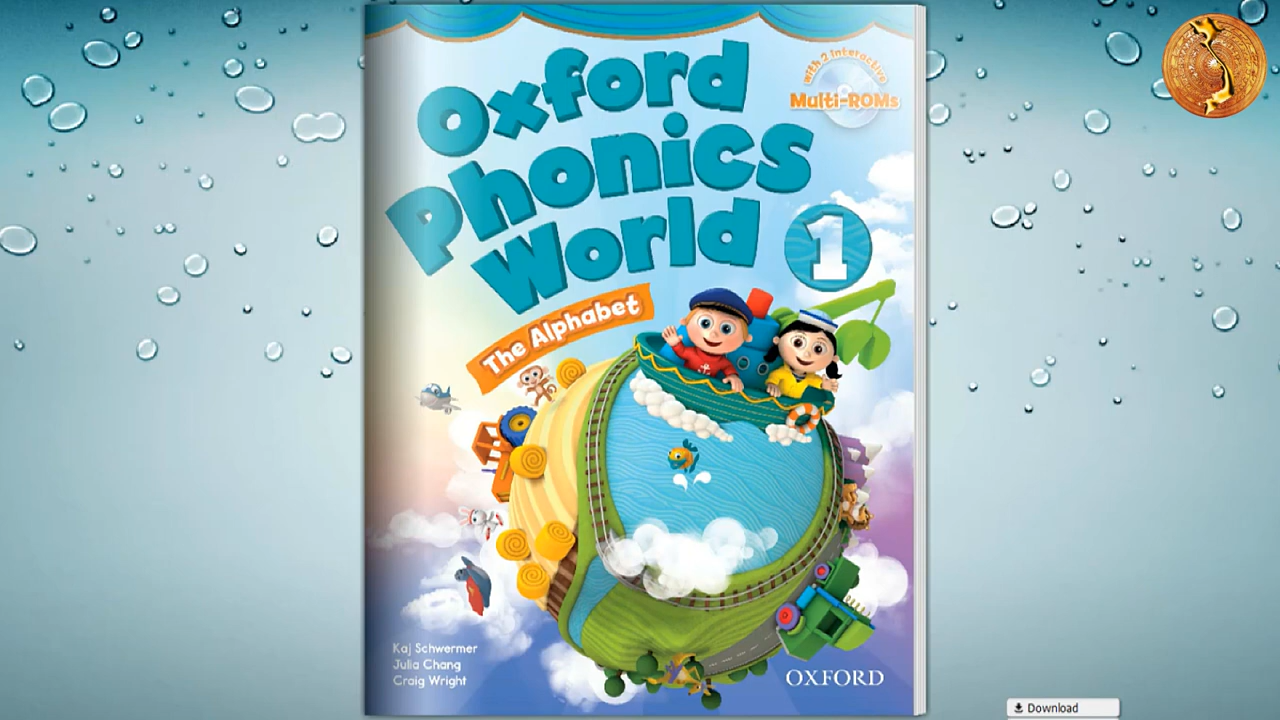 Oxford
Phonics
World
1
With 2 Interactive
Multi-ROMs
The Alphabet
Kaj Schwermer
Julia Chang
Craig Wright
OXFORD
Download